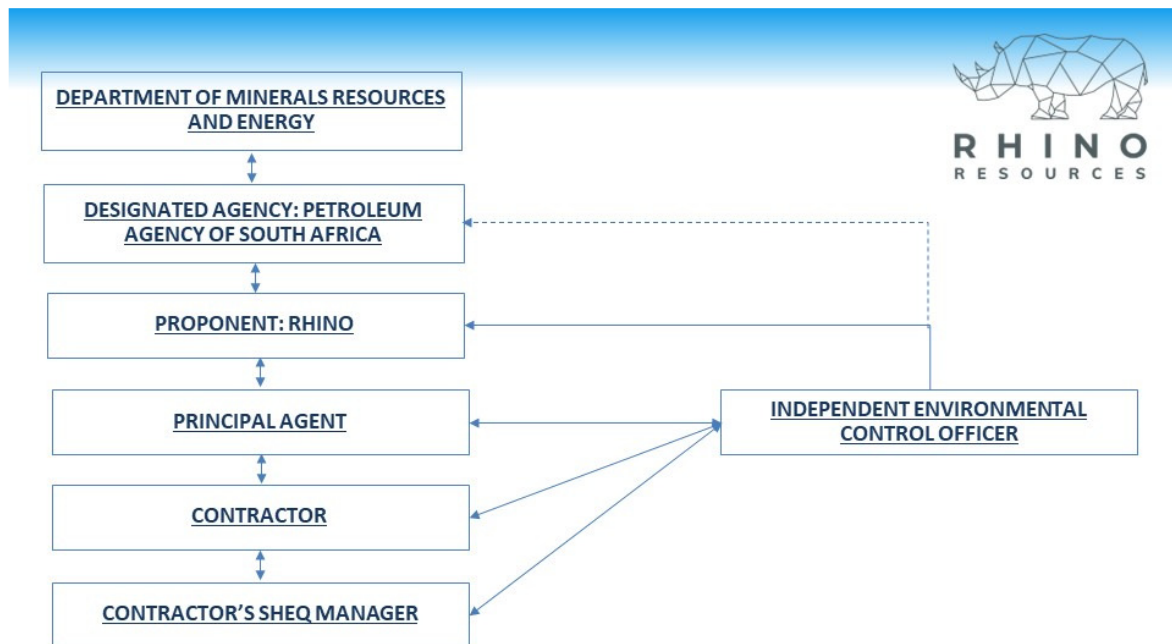 DEPARTMENT OF MINERALS RESOURCES
AND ENERGY
RHINO
RESOURCES
DESIGNATED AGENCY: PETROLEUM
AGENCY OF SOUTH AFRICA
PROPONENT: RHINO
PRINCIPAL AGENT
INDEPENDENT ENVIRONMENTAL
CONTROL OFFICER
CONTRACTOR
CONTRACTOR’S SHEQ MANAGER